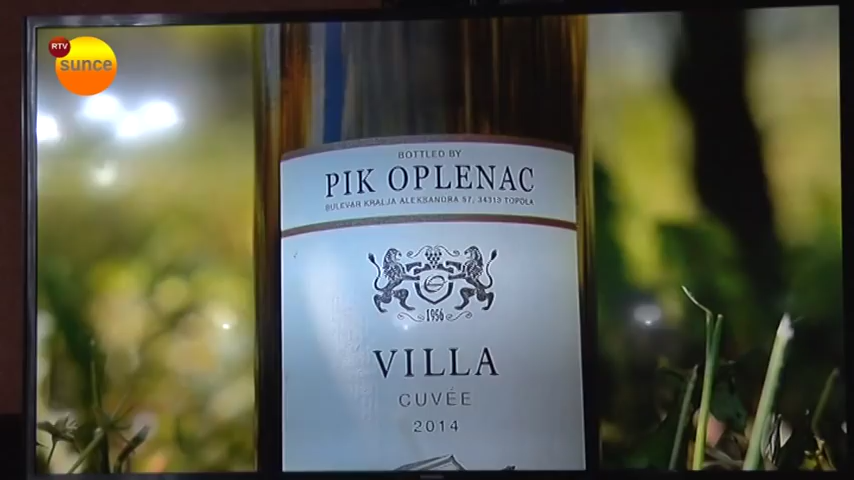 RTV
sunce
BOTTLED BY
PIK OPLENAC
BULEVAR KRALJA ALEKSANDRA 57, 34310 TOPOLA
1956
VILLA
CUVÉE
2014